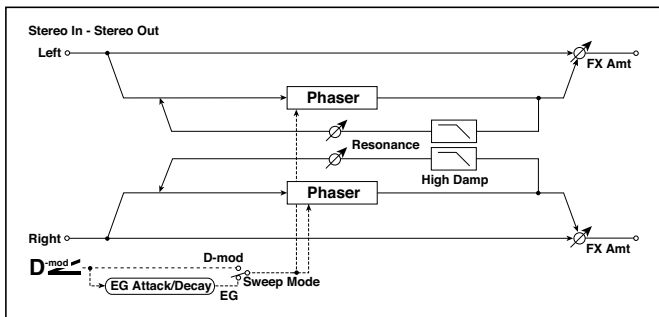 Stereo In - Stereo Out
Left
FX Amt
Phaser
Resonance
High Damp
Phaser
Right
FX Amt
D-mod
D-mod
Sweep Mode
EG Attack/Decay
EG